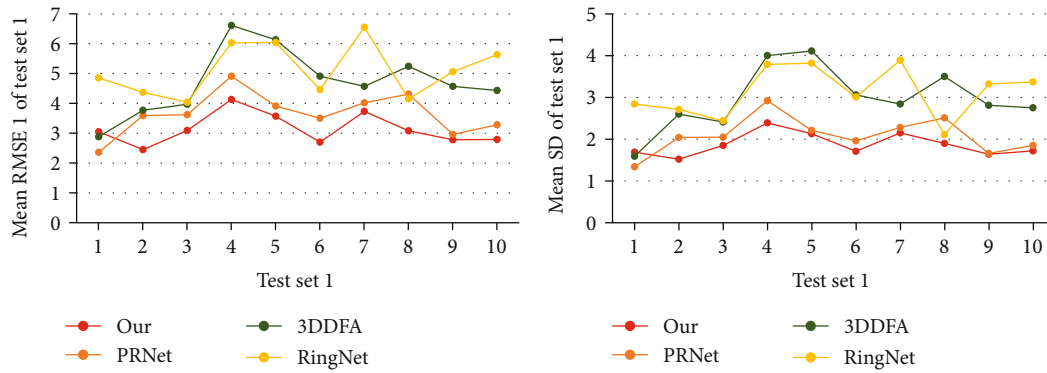 Mean RMSE 1 of test set 1
7
6
5
4
3
2
1
0
1 2 3 4 5 6 7 8 9 10
Test set 1
Our
3DDFA
PRNet
RingNet
Mean SD of test set 1
5
4
3
2
1
0
1 2 3 4 5 6 7 8 9 10
Test set 1
Our
3DDFA
PRNet
RingNet